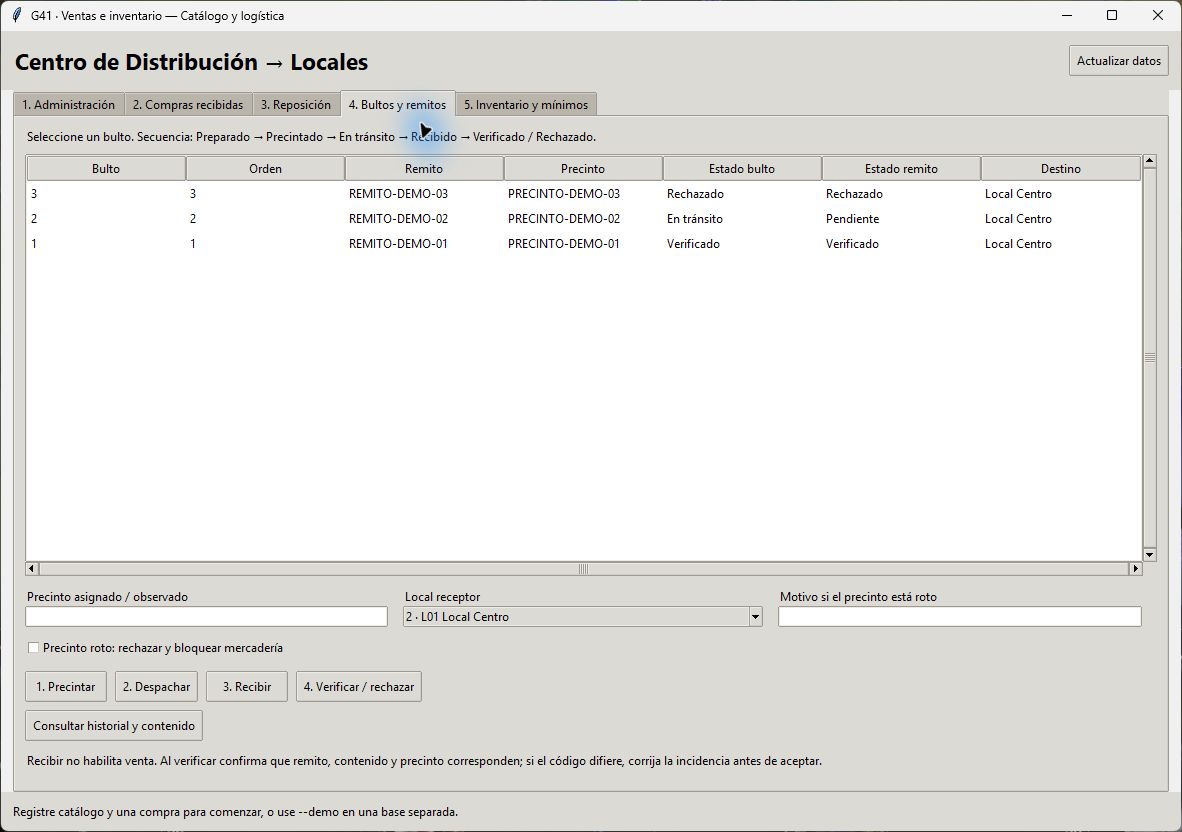 G41 · Ventas e inventario — Catálogo y logística
Centro de Distribución → Locales
Actualizar datos
1. Administración 2. Compras recibidas 3. Reposición 4. Bultos y remitos 5. Inventario y mínimos
Seleccione un bulto. Secuencia: Preparado → Precintado → En tránsito → Recibido → Verificado / Rechazado.
Bulto Orden Remito Precinto Estado bulto Estado remito Destino
3 3 REMITO-DEMO-03 PRECINTO-DEMO-03 Rechazado Rechazado Local Centro
2 2 REMITO-DEMO-02 PRECINTO-DEMO-02 En tránsito Pendiente Local Centro
1 1 REMITO-DEMO-01 PRECINTO-DEMO-01 Verificado Verificado Local Centro
Precinto asignado / observado Local receptor Motivo si el precinto está roto
2 · L01 Local Centro
Precinto roto: rechazar y bloquear mercadería
1. Precintar 2. Despachar 3. Recibir 4. Verificar / rechazar
Consultar historial y contenido
Recibir no habilita venta. Al verificar confirma que remito, contenido y precinto corresponden; si el código difiere, corrija la incidencia antes de aceptar.
Registre catálogo y una compra para comenzar, o use --demo en una base separada.